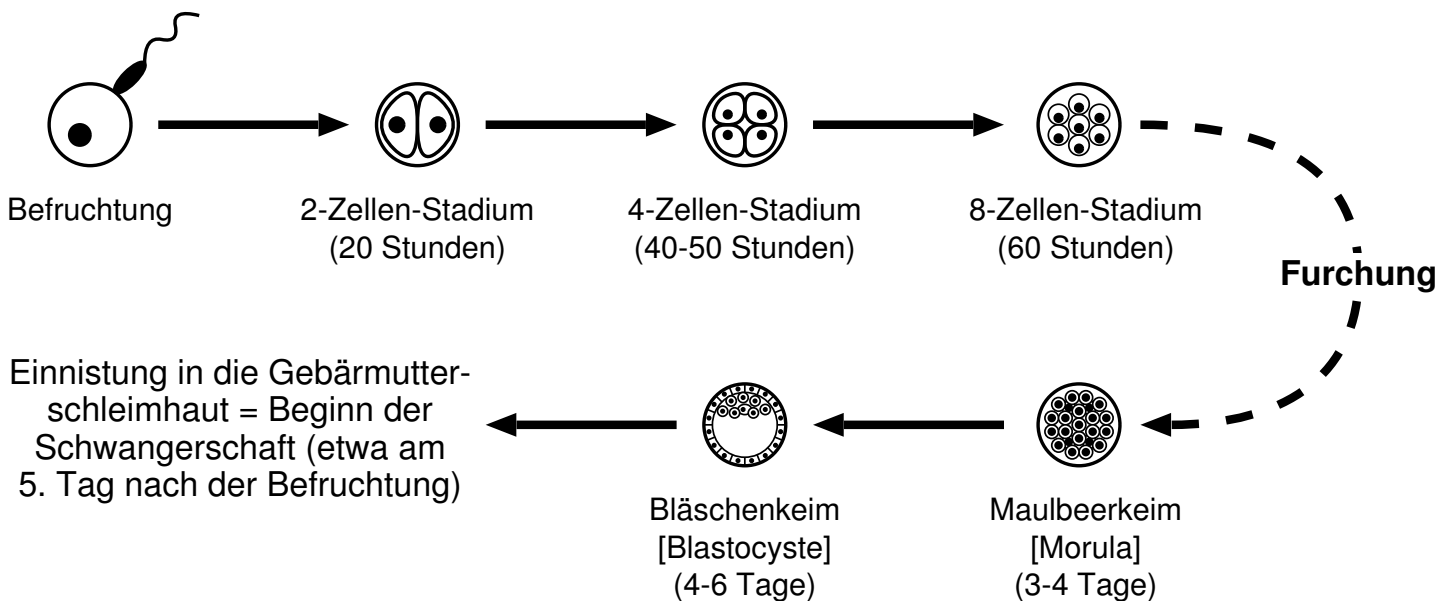 Befruchtung
2-Zellen-Stadium
(20 Stunden)
4-Zellen-Stadium
(40-50 Stunden)
8-Zellen-Stadium
(60 Stunden)
Furchung
Maulbeerkeim
[Morula]
(3-4 Tage)
Bläschenkeim
[Blastocyste]
(4-6 Tage)
Einnistung in die Gebärmutter-
schleimhaut = Beginn der
Schwangerschaft (etwa am
5. Tag nach der Befruchtung)